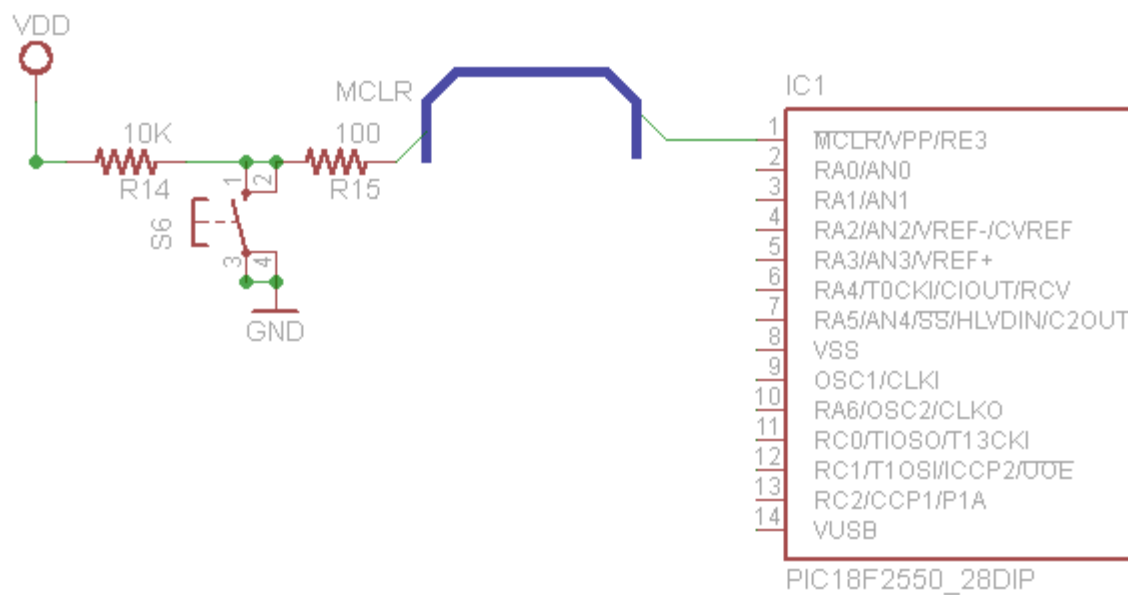 VDD
10K
R14
1
2
S6
3
4
GND
100
R15
MCLR
IC1
1 MCLR/VPP/RE3
2 RA0/AN0
3 RA1/AN1
4 RA2/AN2/VREF-/CVREF
5 RA3/AN3/VREF+
6 RA4/T0CKI/CIOUT/RCV
7 RA5/AN4/SS/HLVDIN/C2OUT
8 VSS
9 OSC1/CLKI
10 RA6/OSC2/CLKO
11 RC0/TIOSO/T13CKI
12 RC1/T1OSI/ICCP2/UOE
13 RC2/CCP1/P1A
14 VUSB
PIC18F2550_28DIP